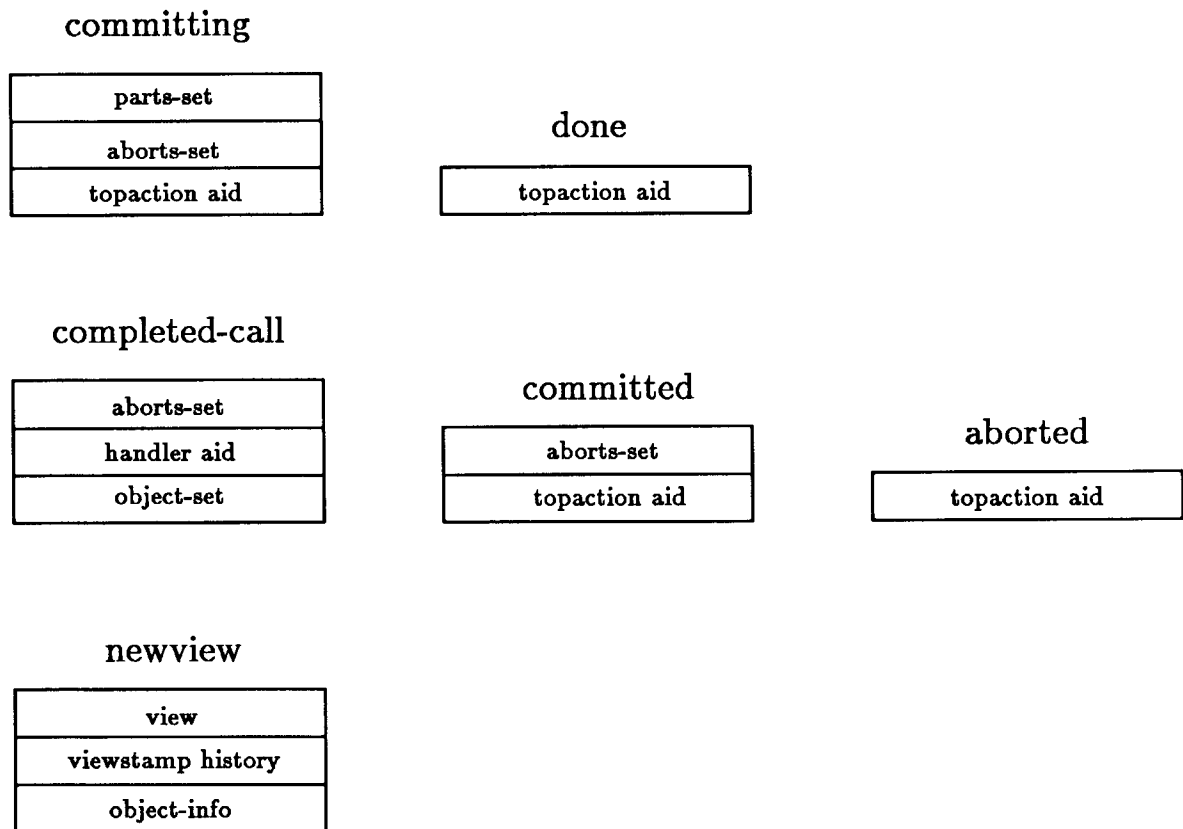 committing
parts-set
aborts-set
topaction aid
done
topaction aid
completed-call
aborts-set
handler aid
object-set
committed
aborts-set
topaction aid
aborted
topaction aid
newview
view
viewstamp history
object-info